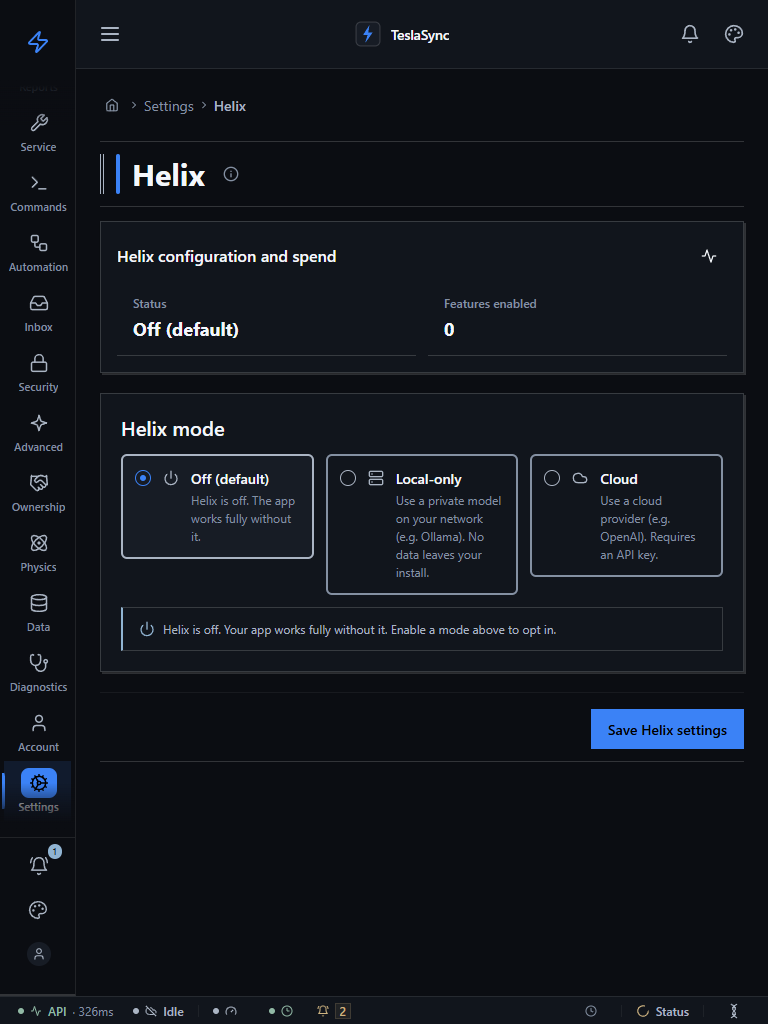 TeslaSync
Reports
Service
Commands
Automation
Inbox
Security
Advanced
Ownership
Physics
Data
Diagnostics
Account
Settings
1
Settings
Helix
Helix
Helix configuration and spend
Status
Features enabled
Off (default)
0
Helix mode
Off (default)
Helix is off. The app
works fully without
it.
Local-only
Use a private model
on your network
(e.g. Ollama). No
data leaves your
install.
Cloud
Use a cloud
provider (e.g.
OpenAI). Requires
an API key.
Helix is off. Your app works fully without it. Enable a mode above to opt in.
Save Helix settings
API · 326ms
Idle
2
Status